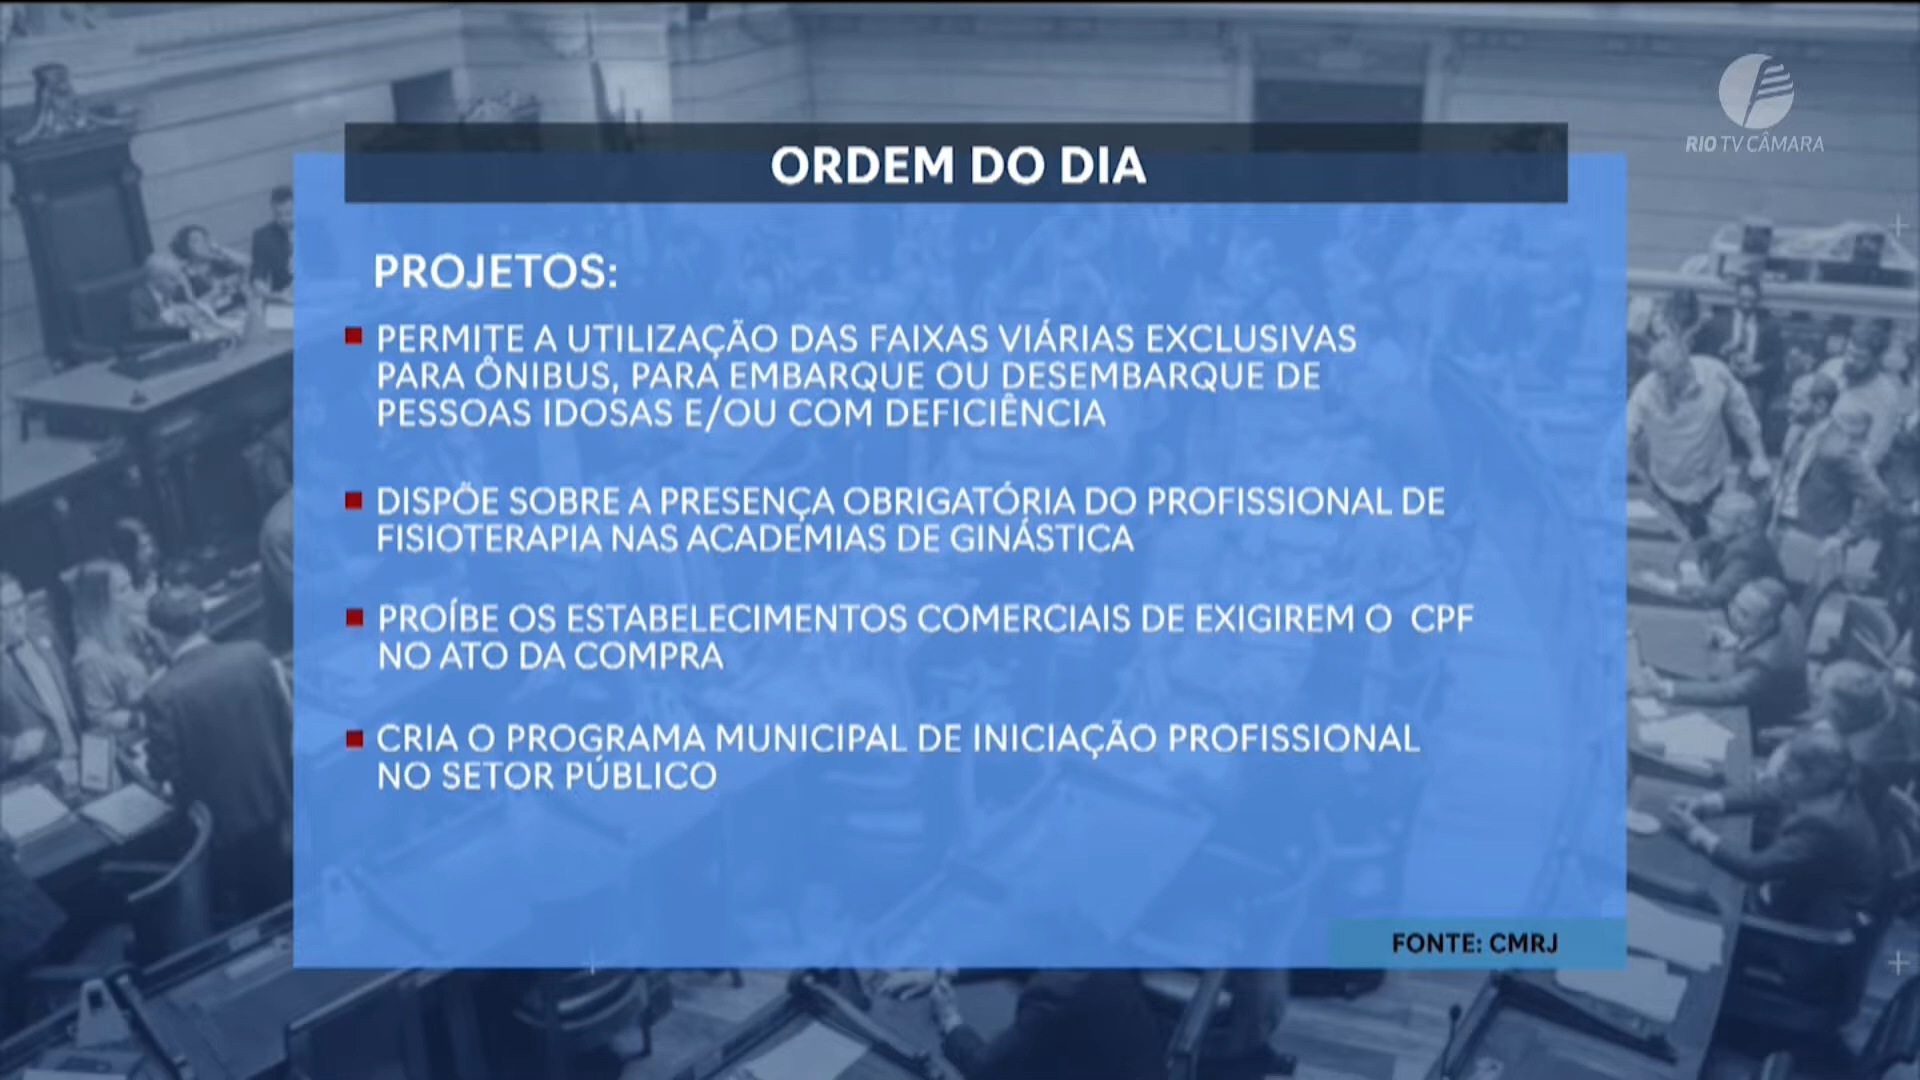 RIO TV CÂMARA
ORDEM DO DIA
PROJETOS:
PERMITE A UTILIZAÇÃO DAS FAIXAS VIÁRIAS EXCLUSIVAS
PARA ÔNIBUS, PARA EMBARQUE OU DESEMBARQUE DE
PESSOAS IDOSAS E/OU COM DEFICIÊNCIA
DISPÕE SOBRE A PRESENÇA OBRIGATÓRIA DO PROFISSIONAL DE
FISIOTERAPIA NAS ACADEMIAS DE GINÁSTICA
PROÍBE OS ESTABELECIMENTOS COMERCIAIS DE EXIGIREM O  CPF
NO ATO DA COMPRA
CRIA O PROGRAMA MUNICIPAL DE INICIAÇÃO PROFISSIONAL
NO SETOR PÚBLICO
FONTE: CMRJ